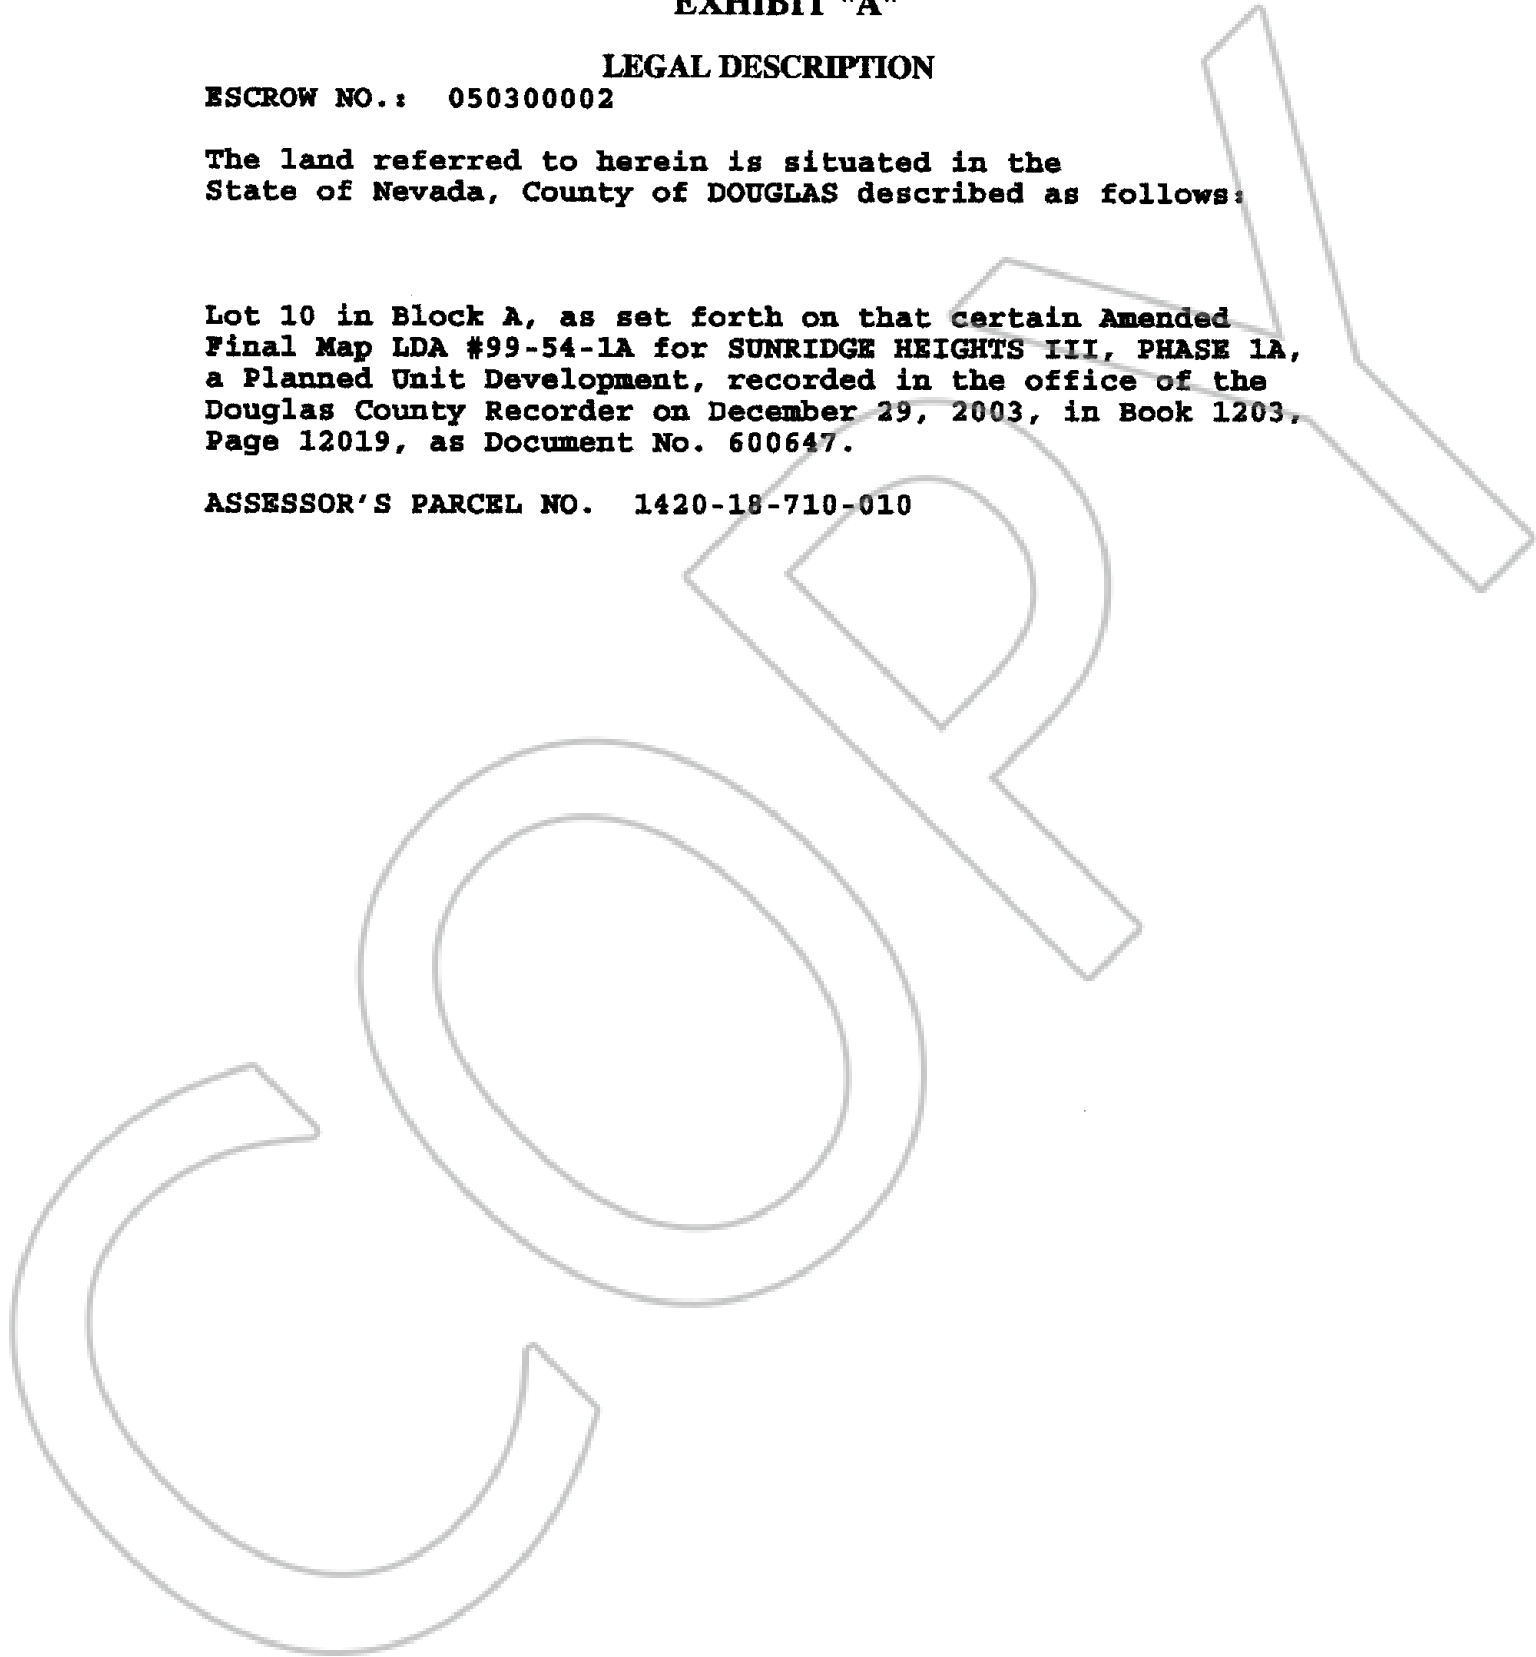 EXHIBIT "A"
LEGAL DESCRIPTION
ESCROW NO.: 050300002
The land referred to herein is situated in the
State of Nevada, County of DOUGLAS described as follows:
Lot 10 in Block A, as set forth on that certain Amended
Final Map LDA #99-54-1A for SUNRIDGE HEIGHTS III, PHASE 1A,
a Planned Unit Development, recorded in the office of the
Douglas County Recorder on December 29, 2003, in Book 1203,
Page 12019, as Document No. 600647.
ASSESSOR'S PARCEL NO. 1420-18-710-010
COPY